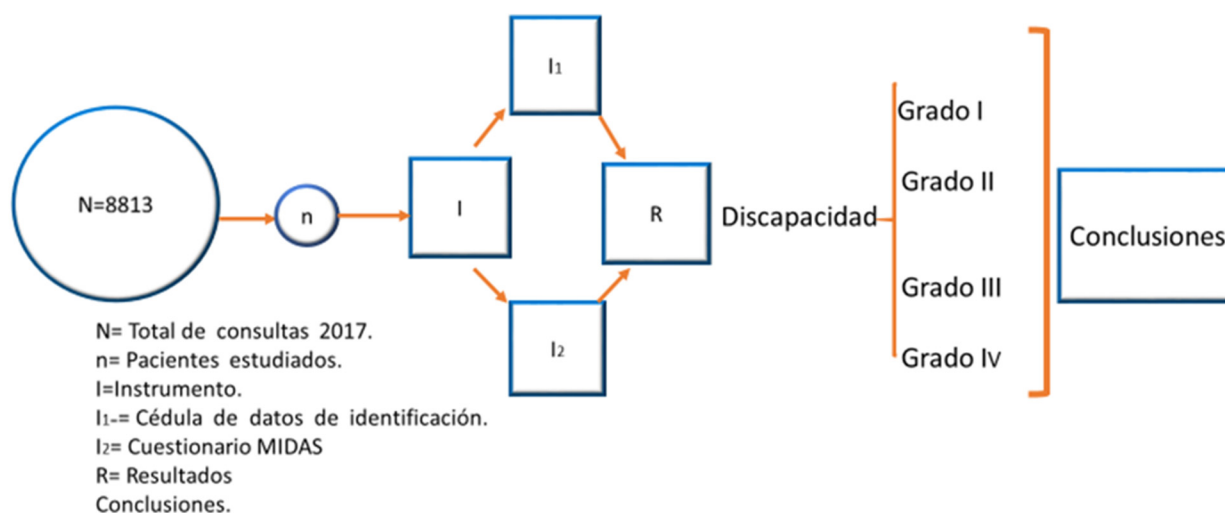 N=8813
n
I
I1
I2
R
Discapacidad
Grado I
Grado II
Grado III
Grado IV
Conclusiones
N= Total de consultas 2017.
n= Pacientes estudiados.
I=Instrumento.
I1-= Cédula de datos de identificación.
I2= Cuestionario MIDAS
R= Resultados
Conclusiones.